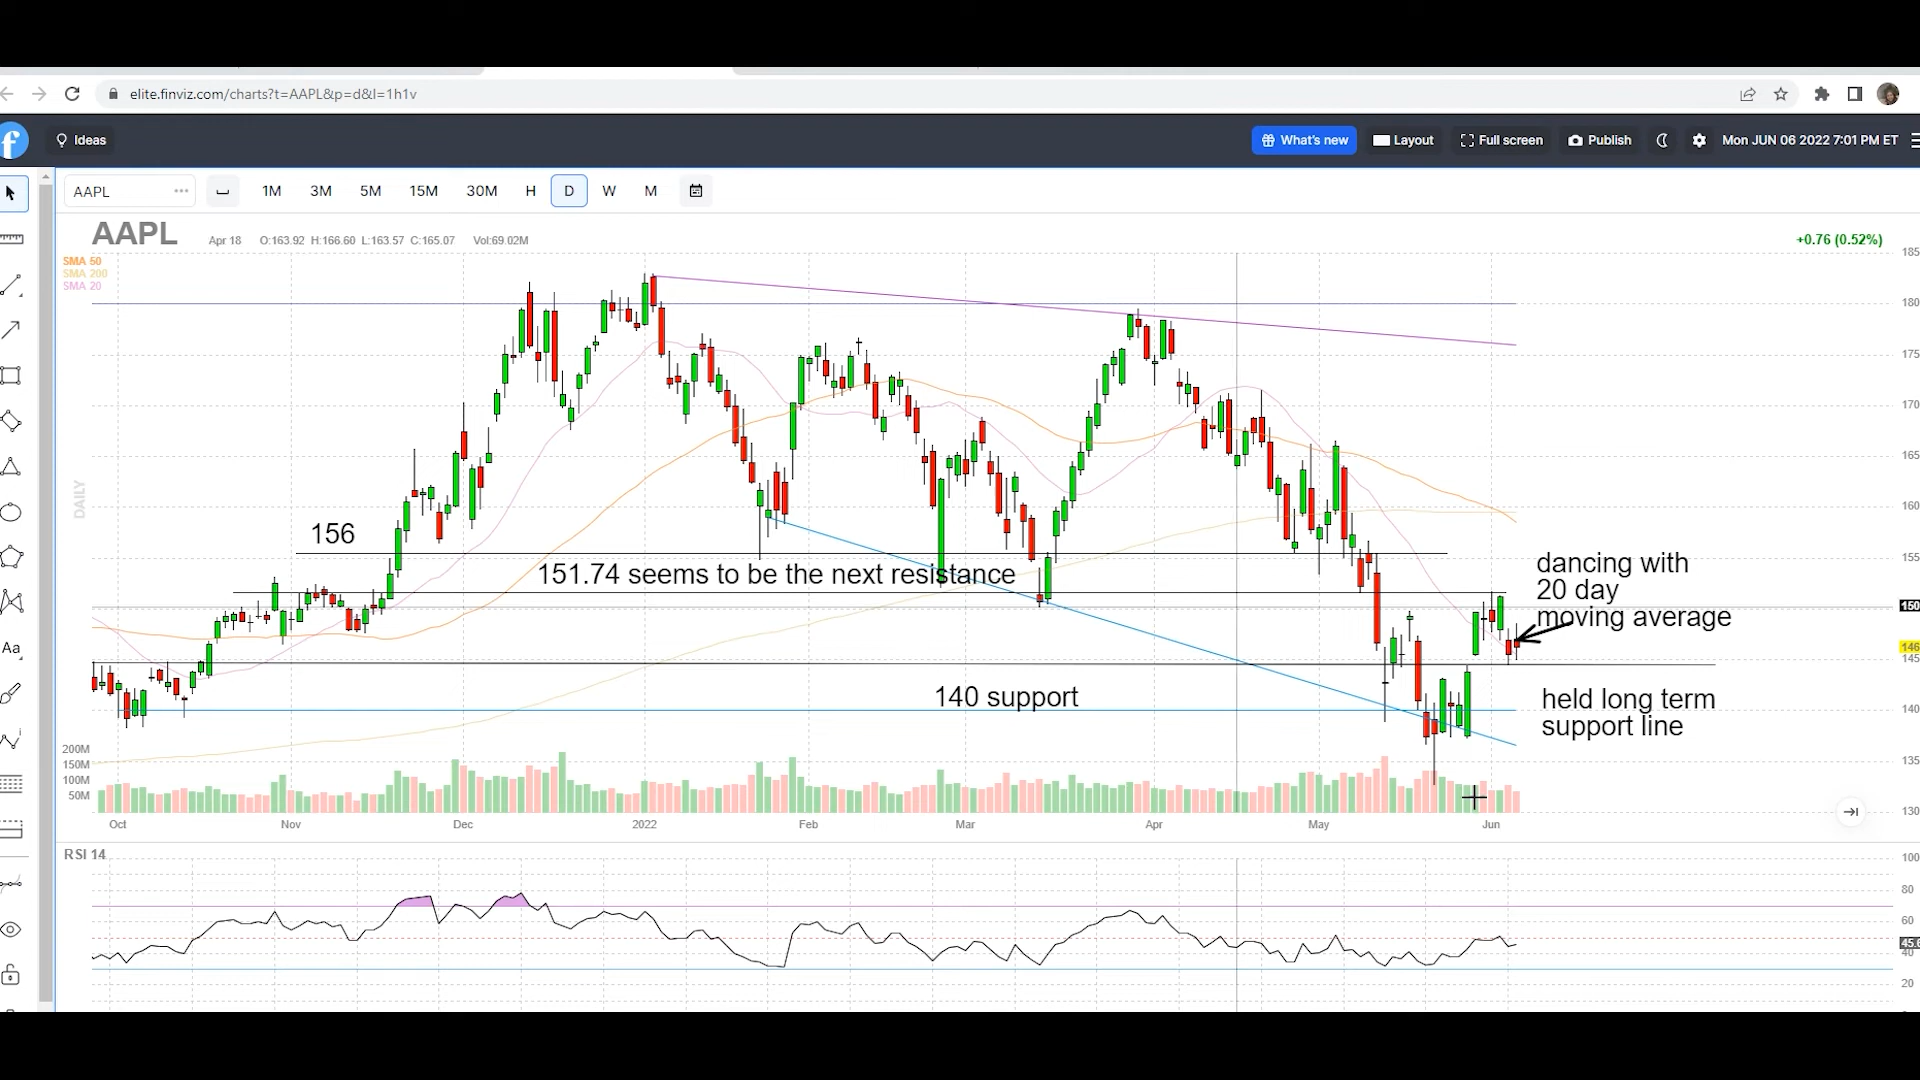 elite.finviz.com/charts?t=AAPL&p=d&l=1h1v
f Ideas What's new Layout Full screen Publish Mon JUN 06 2022 7:01 PM ET
AAPL ••• 1M 3M 5M 15M 30M H D W M
AAPL Apr 18 O:163.92 H:166.60 L:163.57 C:165.07 Vol:69.02M +0.76 (0.52%)
SMA 50
SMA 200
SMA 20
DAILY
185
180
175
170
165
160
155
150
146
145
140
135
130
156
151.74 seems to be the next resistance
dancing with
20 day
moving average
140 support
held long term
support line
200M
150M
100M
50M
Oct Nov Dec 2022 Feb Mar Apr May Jun
Aa
RSI 14
100
80
60
45.6
40
20